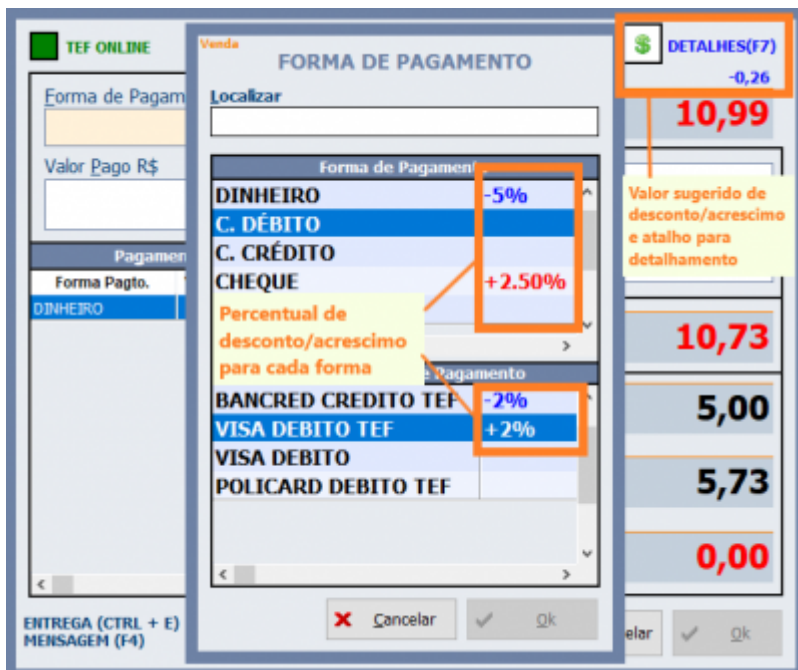 TEF ONLINE
Venda
FORMA DE PAGAMENTO
DETALHES(F7)
-0,26
10,99
Forma de Pagam
Localizar
Valor Pago R$
Forma de Pagament
DINHEIRO -5%
C. DÉBITO
C. CRÉDITO
CHEQUE +2.50%
Valor sugerido de
desconto/acrescimo
e atalho para
detalhamento
Pagamen
Forma Pagto.
DINHEIRO
Percentual de
desconto/acrescimo
para cada forma
10,73
e Pagamento
BANCRED CREDITO TEF -2%
VISA DEBITO TEF +2%
VISA DEBITO
POLICARD DEBITO TEF
5,00
5,73
0,00
Cancelar
Ok
ENTREGA (CTRL + E)
MENSAGEM (F4)
elar
Ok